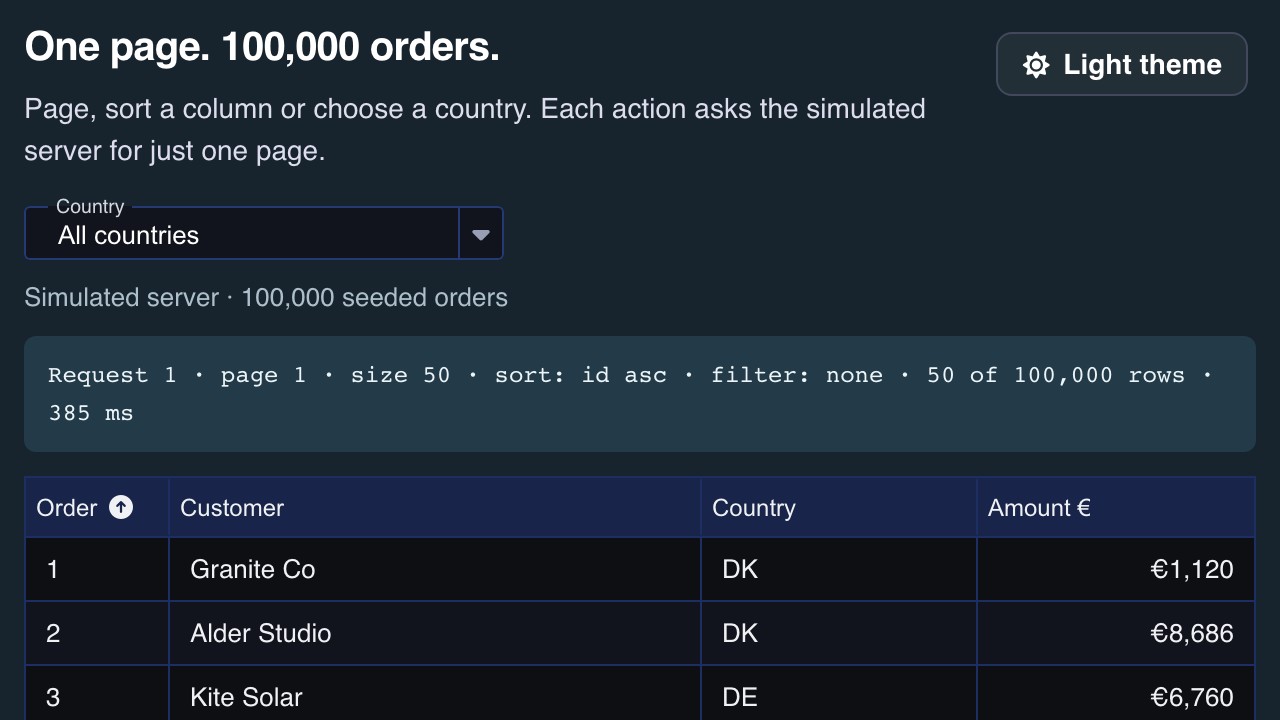 One page. 100,000 orders.
Light theme
Page, sort a column or choose a country. Each action asks the simulated
server for just one page.
Country
All countries
Simulated server · 100,000 seeded orders
Request 1 · page 1 · size 50 · sort: id asc · filter: none · 50 of 100,000 rows ·
385 ms
Order Customer Country Amount €
1 Granite Co DK €1,120
2 Alder Studio DK €8,686
3 Kite Solar DE €6,760